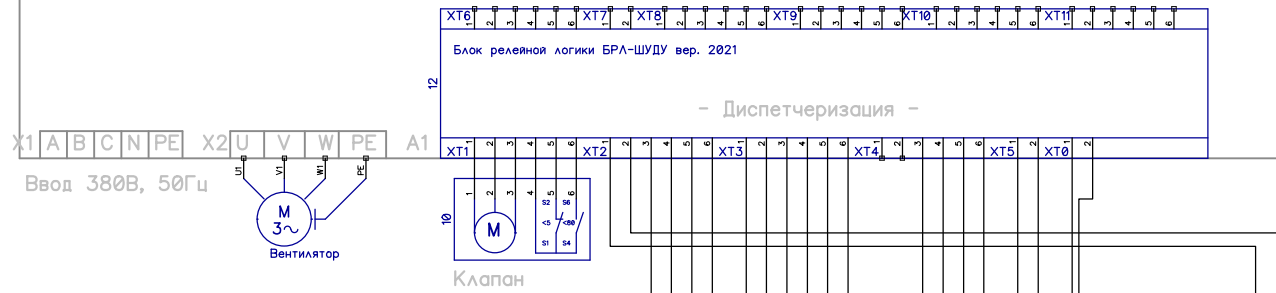 XT6 1 2 3 4 5 6 XT7 1 2 XT8 1 2 3 4 5 6 XT9 1 2 3 4 5 6 XT10 1 2 3 4 5 6 XT11 1 2 3 4 5 6
Блок релейной логики БРЛ-ШУДУ вер. 2021
12
- Диспетчеризация -
X1 A B C N PE X2 U V W PE A1
XT1 1 2 3 4 5 6 XT2 1 2 3 4 5 6 XT3 1 2 3 4 5 6 XT4 1 2 3 4 5 6 XT5 1 2 XT0 1 2
U1 V1 W1 PE
Ввод 380В, 50Гц
M
3~
Вентилятор
10
1 2 3 4 5 6
S2 S6
M <5 <80
S1 S4
Клапан